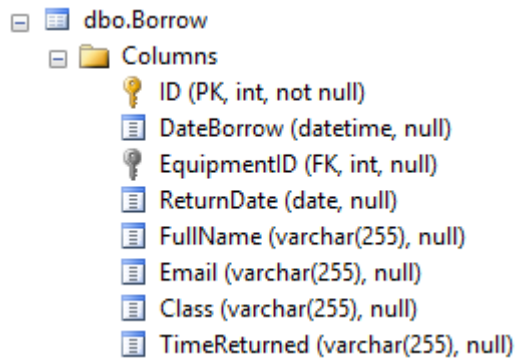 dbo.Borrow
Columns
ID (PK, int, not null)
DateBorrow (datetime, null)
EquipmentID (FK, int, null)
ReturnDate (date, null)
FullName (varchar(255), null)
Email (varchar(255), null)
Class (varchar(255), null)
TimeReturned (varchar(255), null)